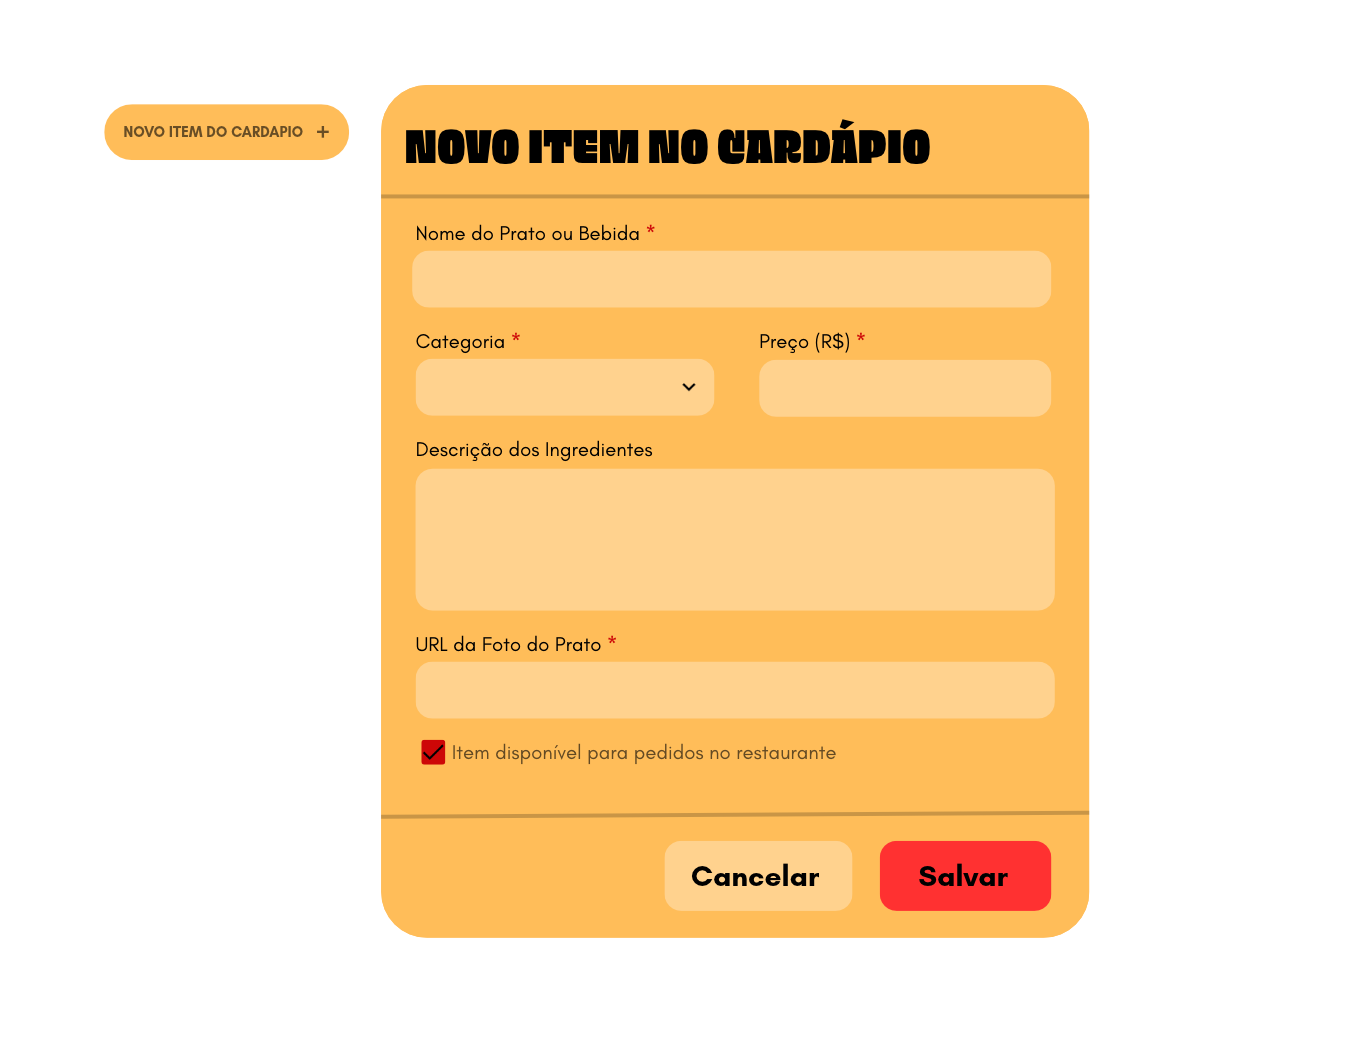 NOVO ITEM DO CARDAPIO +
NOVO ITEM NO CARDÁPIO
Nome do Prato ou Bebida *
Categoria *
Preço (R$) *
Descrição dos Ingredientes
URL da Foto do Prato *
Item disponível para pedidos no restaurante
Cancelar
Salvar